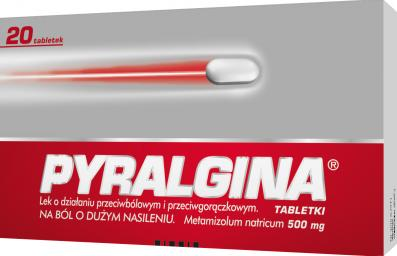 20 tabletek
PYRALGINA®
TABLETKI
Lek o działaniu przeciwbólowym i przeciwgorączkowym.
NA BÓL O DUŻYM NASILENIU. Metamizolum natricum 500 mg